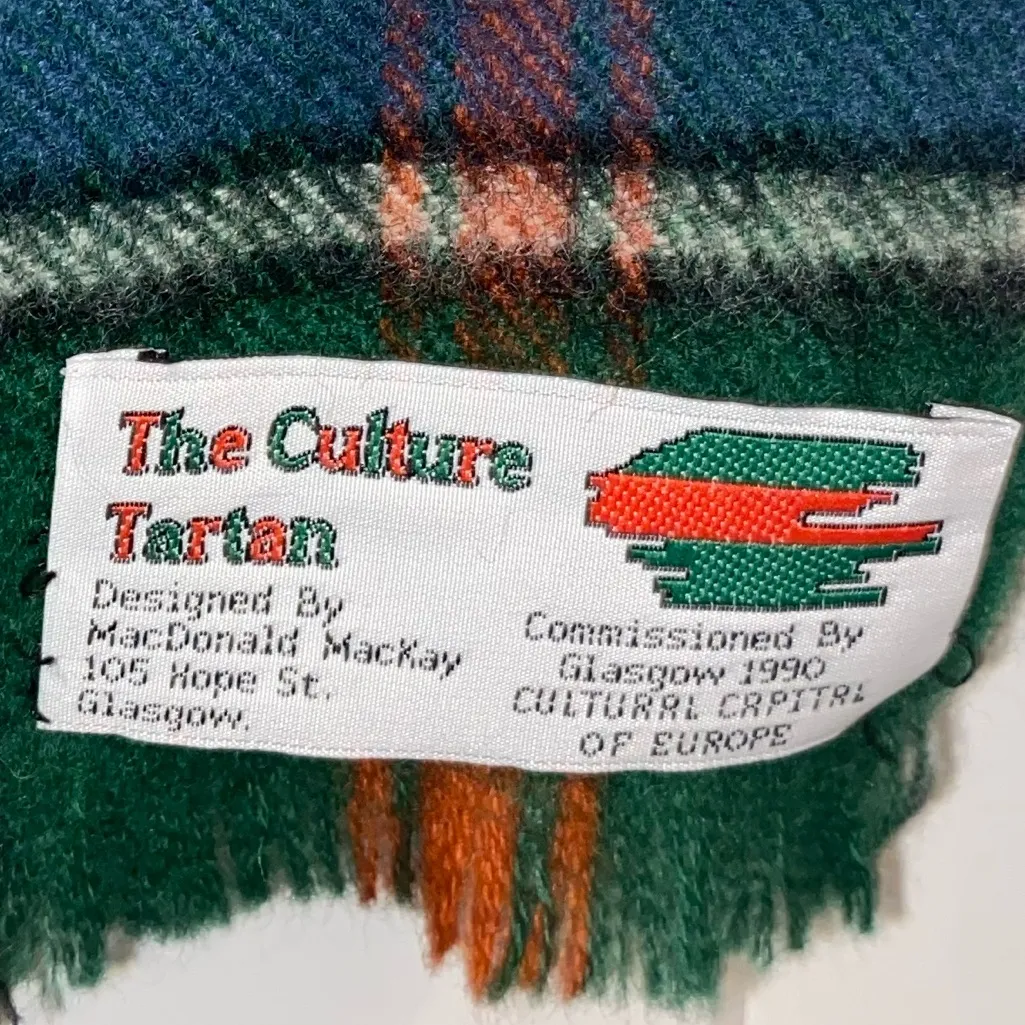 The Culture
Tartan
Designed By
MacDonald MacKay
105 Hope St.
Glasgow.
Commissioned By
Glasgow 1990
CULTURAL CAPITAL
OF EUROPE